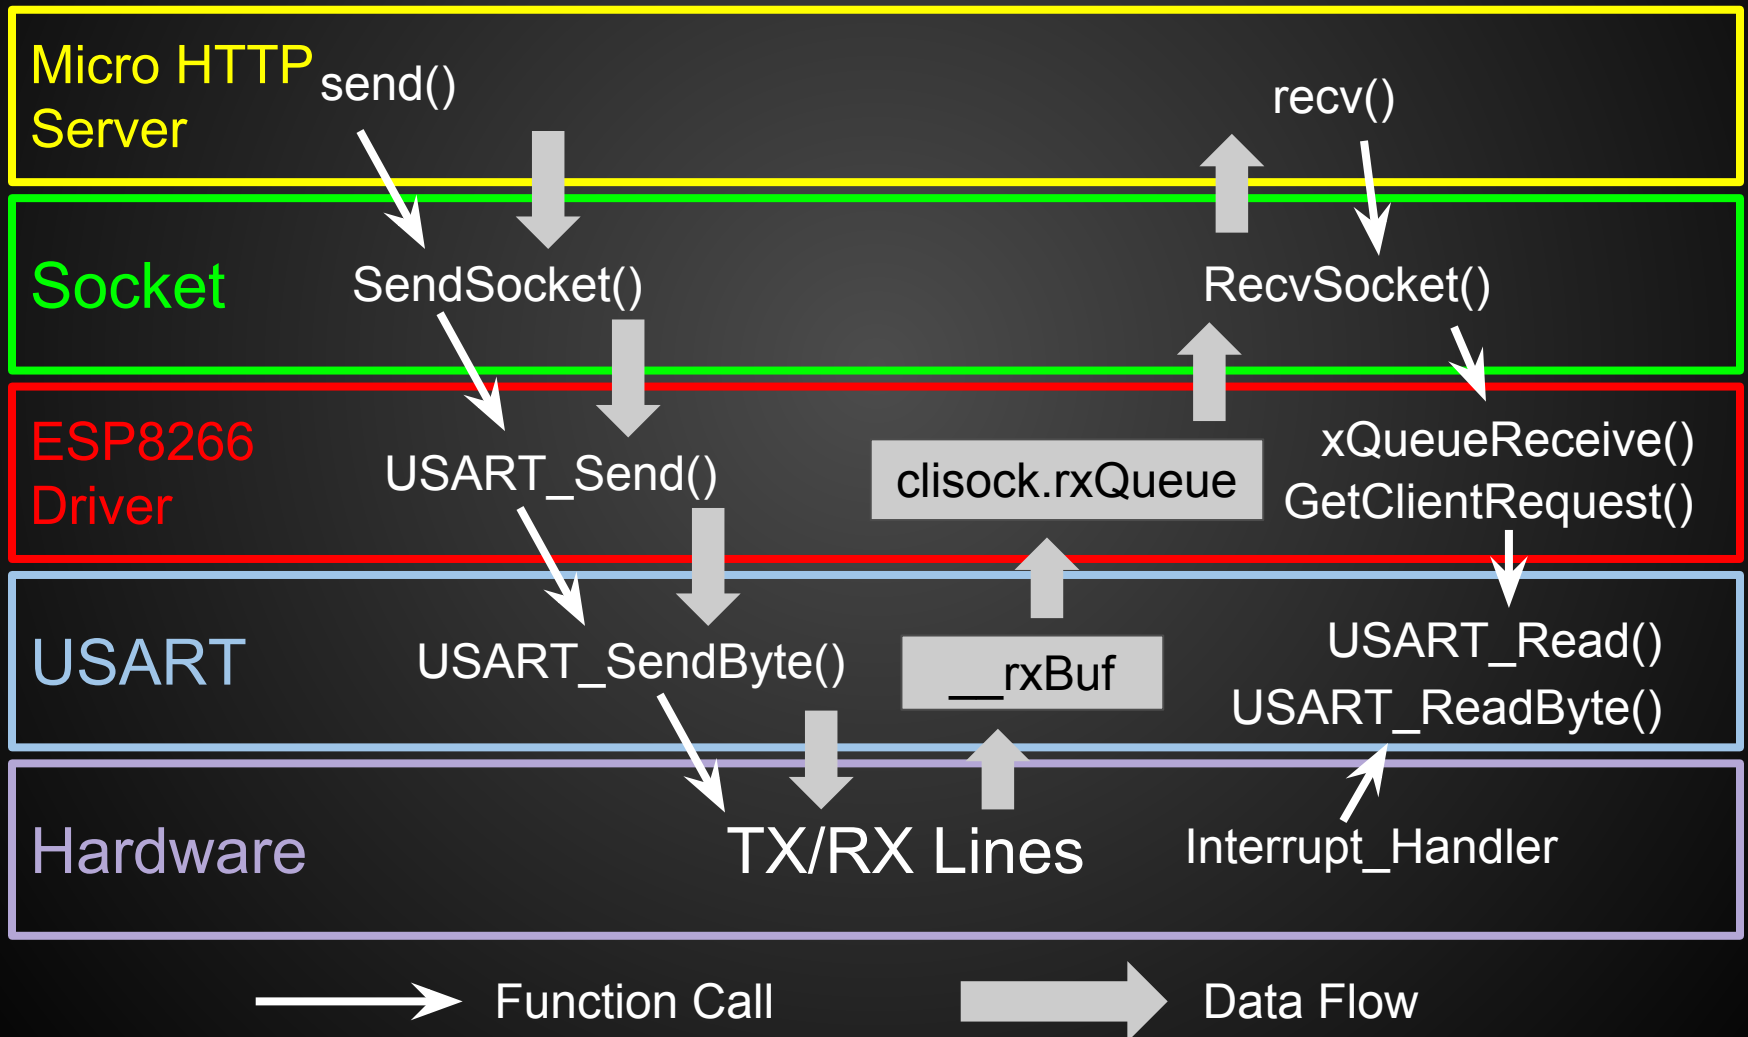 Micro HTTP
Server
send()
recv()
Socket
SendSocket()
RecvSocket()
ESP8266
Driver
USART_Send()
clisock.rxQueue
xQueueReceive()
GetClientRequest()
USART
USART_SendByte()
__rxBuf
USART_Read()
USART_ReadByte()
Hardware
TX/RX Lines
Interrupt_Handler
Function Call
Data Flow